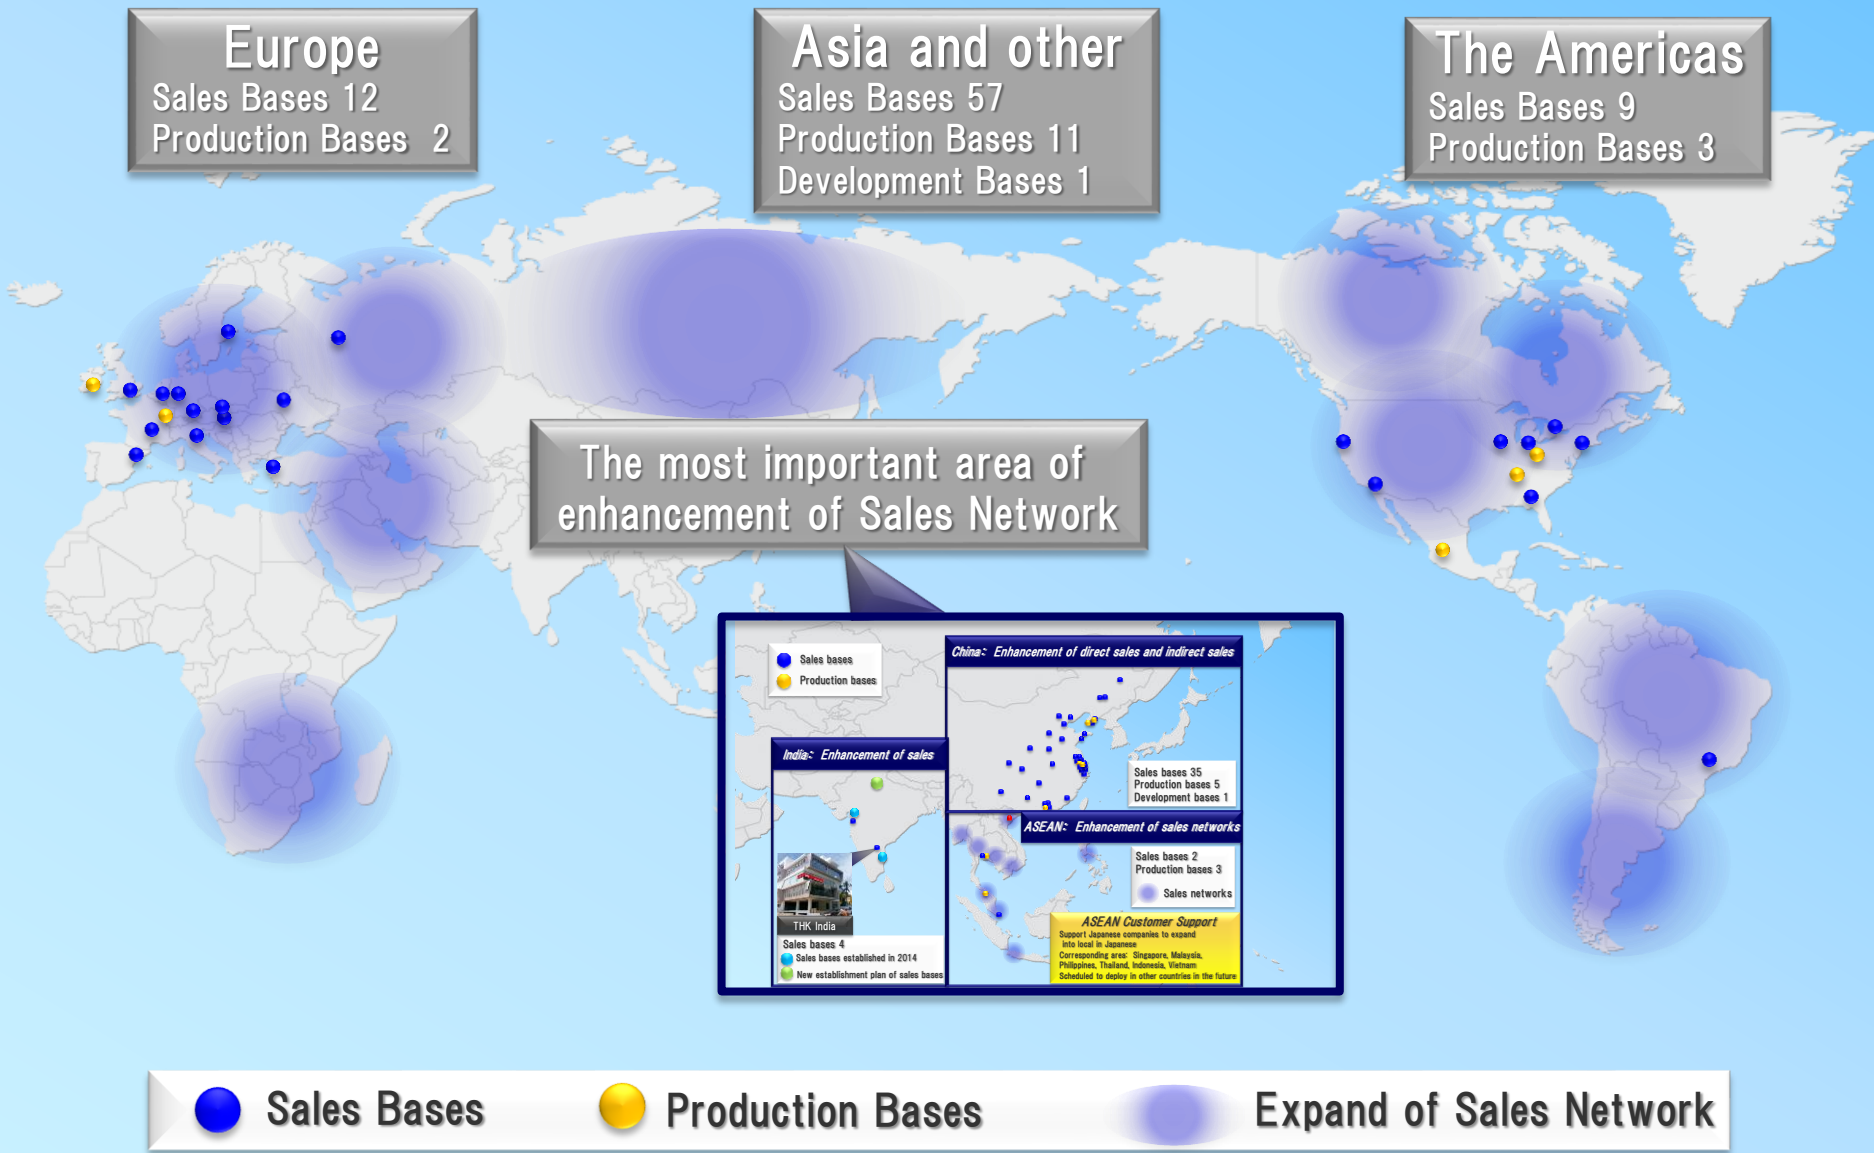 Europe
Sales Bases 12
Production Bases 2
Asia and other
Sales Bases 57
Production Bases 11
Development Bases 1
The Americas
Sales Bases 9
Production Bases 3
The most important area of
enhancement of Sales Network
Sales bases
Production bases
China: Enhancement of direct sales and indirect sales
Sales bases 35
Production bases 5
Development bases 1
India: Enhancement of sales
THK India
Sales bases 4
Sales bases established in 2014
New establishment plan of sales bases
ASEAN: Enhancement of sales networks
Sales bases 2
Production bases 3
Sales networks
ASEAN Customer Support
Support Japanese companies to expand
into local in Japanese
Corresponding area: Singapore, Malaysia,
Philippines, Thailand, Indonesia, Vietnam
Scheduled to deploy in other countries in the future
Sales Bases
Production Bases
Expand of Sales Network